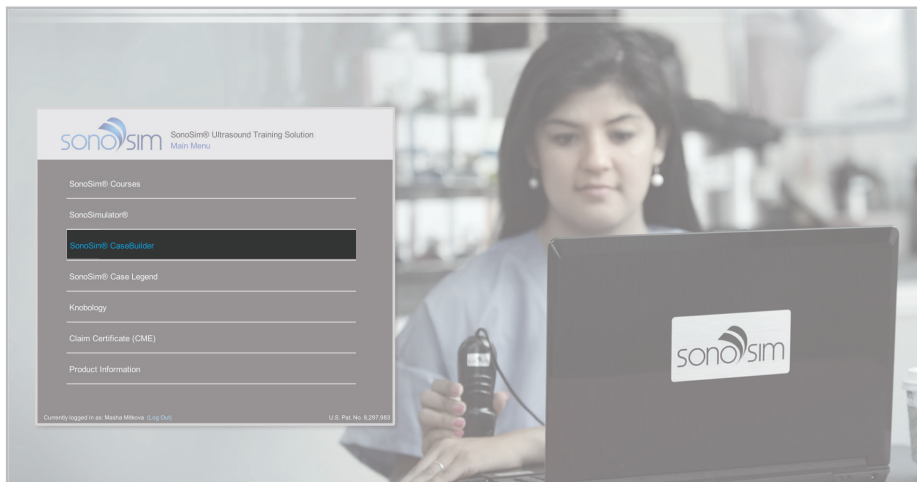 sonosim
SonoSim® Ultrasound Training Solution
Main Menu
SonoSim® Courses
SonoSimulator®
SonoSim® CaseBuilder
SonoSim® Case Legend
Knobology
Claim Certificate (CME)
Product Information
Currently logged in as: Masha Mitkova (Log Out)
U.S. Pat. No. 8,297,983
sonosim